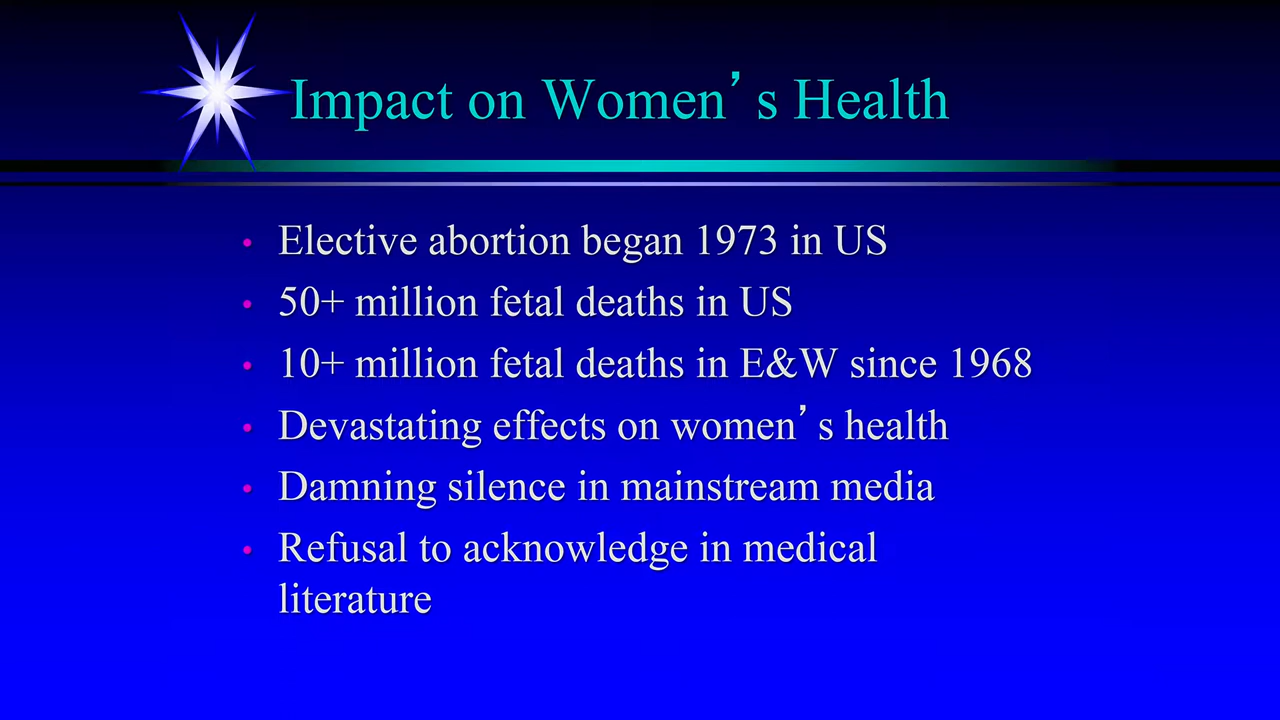 Impact on Women’s Health
• Elective abortion began 1973 in US
• 50+ million fetal deaths in US
• 10+ million fetal deaths in E&W since 1968
• Devastating effects on women’s health
• Damning silence in mainstream media
• Refusal to acknowledge in medical
literature